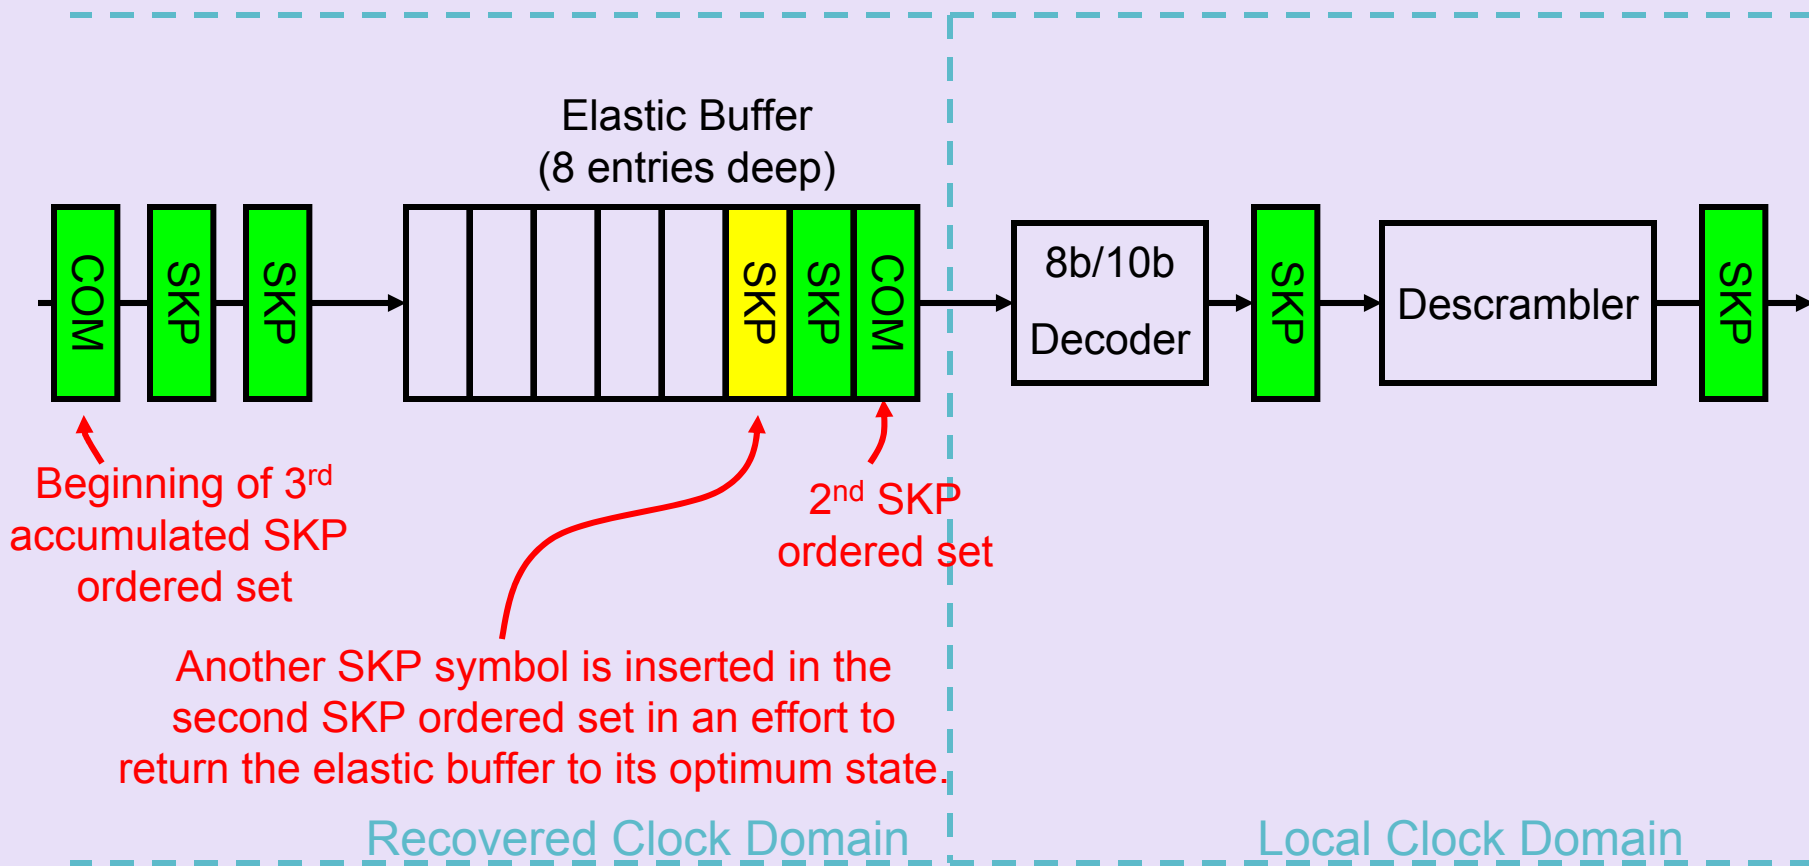 Elastic Buffer
(8 entries deep)
COM
SKP
SKP
SKP
SKP
COM
8b/10b
Decoder
SKP
Descrambler
SKP
Beginning of 3rd
accumulated SKP
ordered set
2nd SKP
ordered set
Another SKP symbol is inserted in the
second SKP ordered set in an effort to
return the elastic buffer to its optimum state.
Recovered Clock Domain
Local Clock Domain